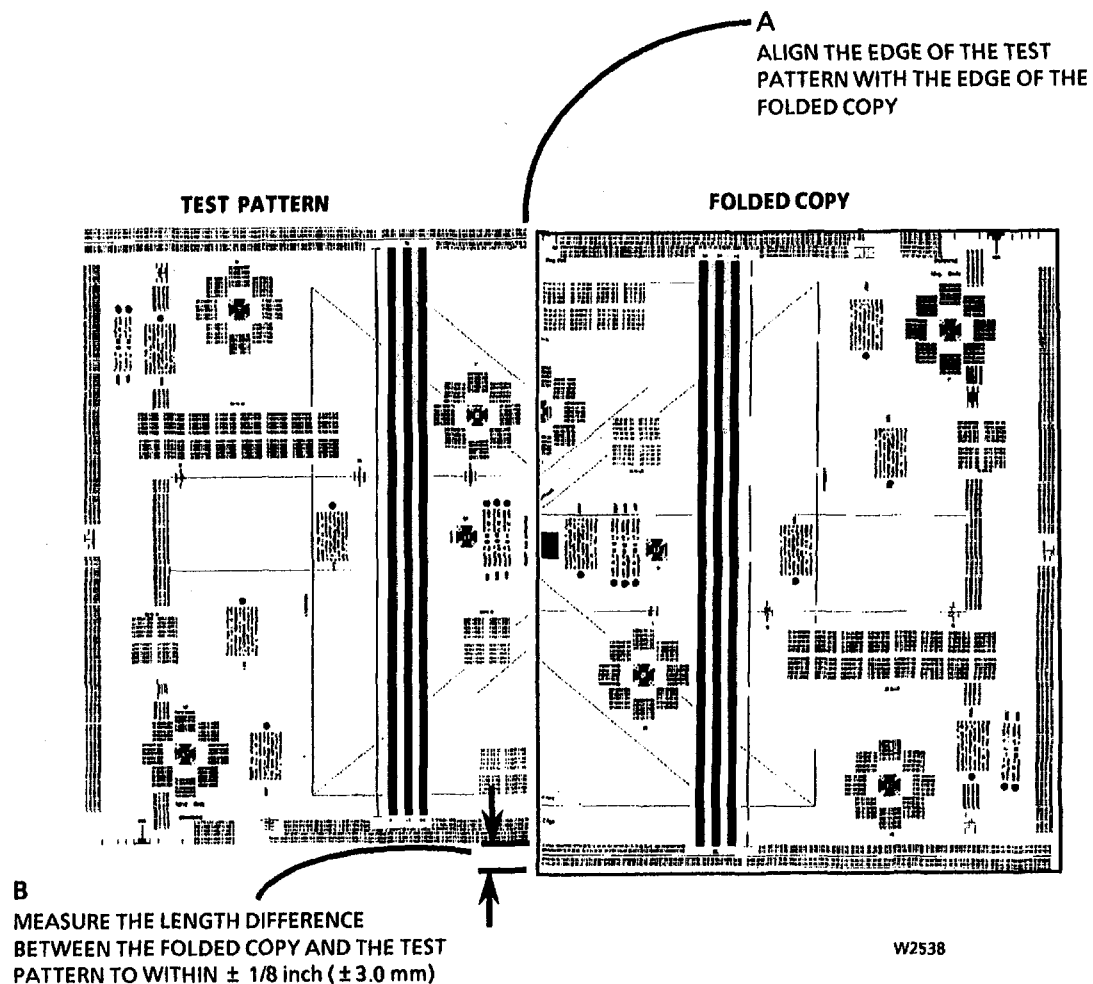 A
ALIGN THE EDGE OF THE TEST
PATTERN WITH THE EDGE OF THE
FOLDED COPY
TEST PATTERN
FOLDED COPY
B
MEASURE THE LENGTH DIFFERENCE
BETWEEN THE FOLDED COPY AND THE TEST
PATTERN TO WITHIN ± 1/8 inch (±3.0 mm)
W2538